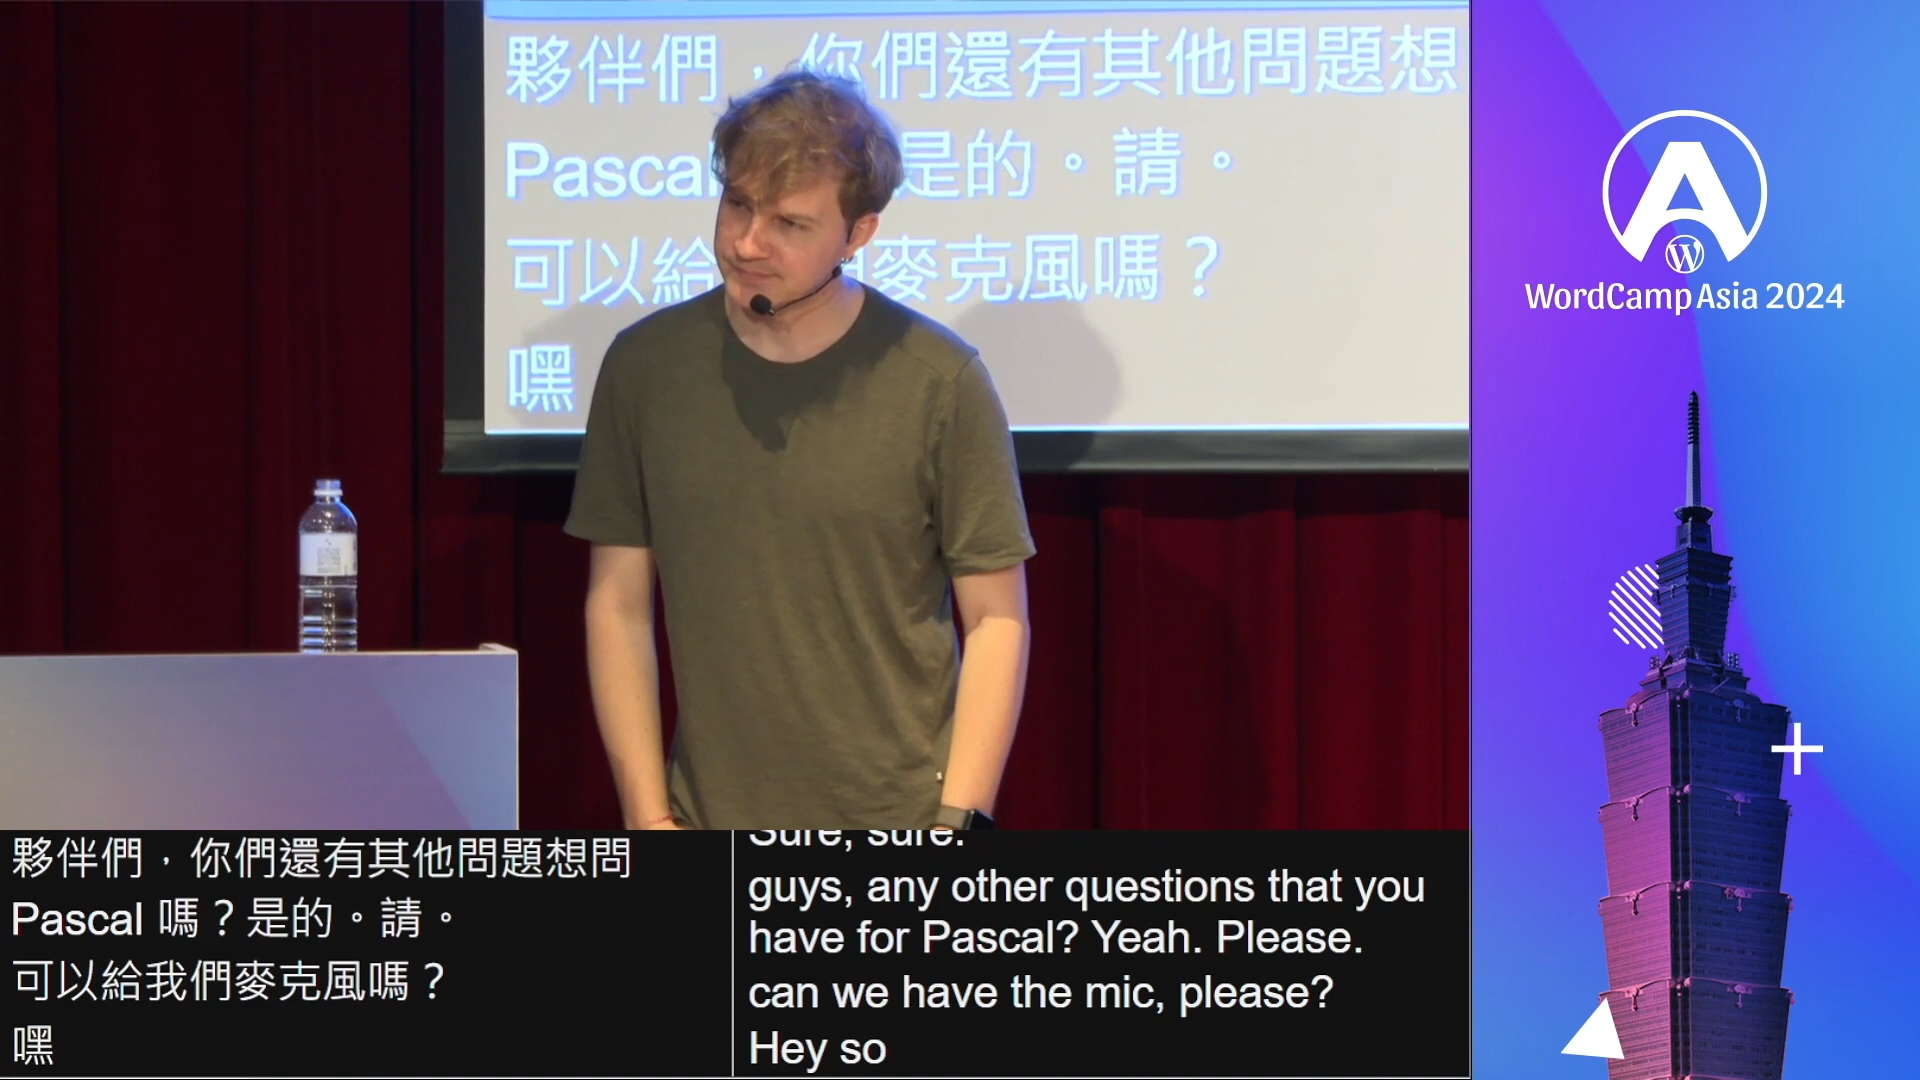 夥伴們，你們還有其他問題想
Pascal 是的。請。
可以給 麥克風嗎？
嘿
WordCamp Asia 2024
夥伴們，你們還有其他問題想問
Pascal 嗎？是的。請。
可以給我們麥克風嗎？
嘿
Sure, sure.
guys, any other questions that you
have for Pascal? Yeah. Please.
can we have the mic, please?
Hey so